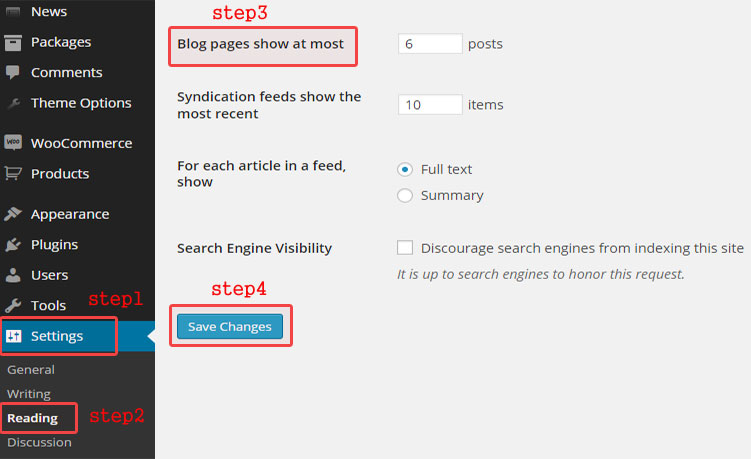 News
Packages
Comments
Theme Options
WOO
WooCommerce
Products
Appearance
Plugins
Users
Tools
step1
Settings
General
Writing
Reading
step2
Discussion
step3
Blog pages show at most
6 posts
Syndication feeds show the
most recent
10 items
For each article in a feed,
show
Full text
Summary
Search Engine Visibility
Discourage search engines from indexing this site
It is up to search engines to honor this request.
step4
Save Changes